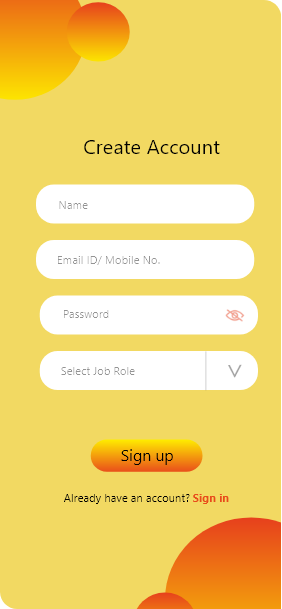 Create Account
Name
Email ID/ Mobile No.
Password
Select Job Role
Sign up
Already have an account? Sign in